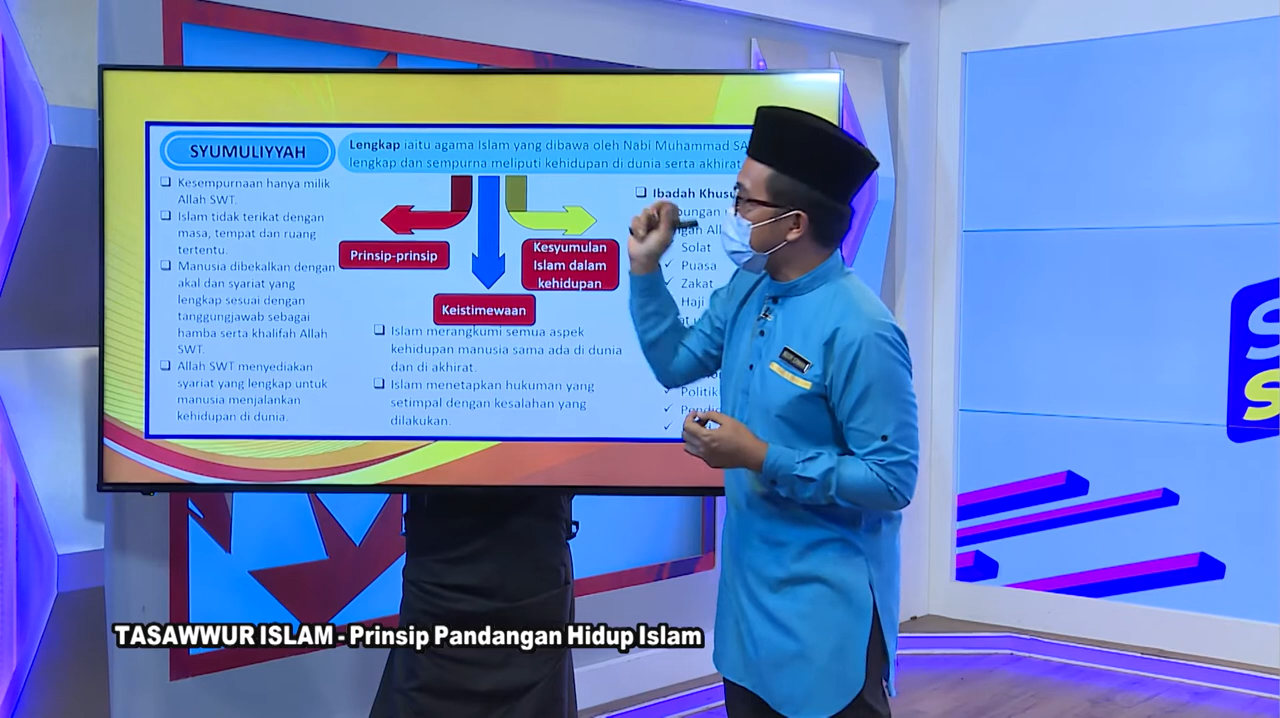 SYUMULIYYAH
Lengkap iaitu agama Islam yang dibawa oleh Nabi Muhammad
lengkap dan sempurna meliputi kehidupan di dunia serta akhirat
Kesempurnaan hanya milik
Allah SWT.
Islam tidak terikat dengan
masa, tempat dan ruang
tertentu.
Manusia dibekalkan dengan
akal dan syariat yang
lengkap sesuai dengan
tanggungjawab sebagai
hamba serta khalifah Allah
SWT.
Allah SWT menyediakan
syariat yang lengkap untuk
manusia menjalankan
kehidupan di dunia.
Prinsip-prinsip
Keistimewaan
Islam merangkumi semua aspek
kehidupan manusia sama ada di dunia
dan di akhirat.
Islam menetapkan hukuman yang
setimpal dengan kesalahan yang
dilakukan.
Kesyumulan
Islam dalam
kehidupan
Ibadah
Solat
Puasa
Zakat
Haji
Politik
TASAWWUR ISLAM - Prinsip Pandangan Hidup Islam